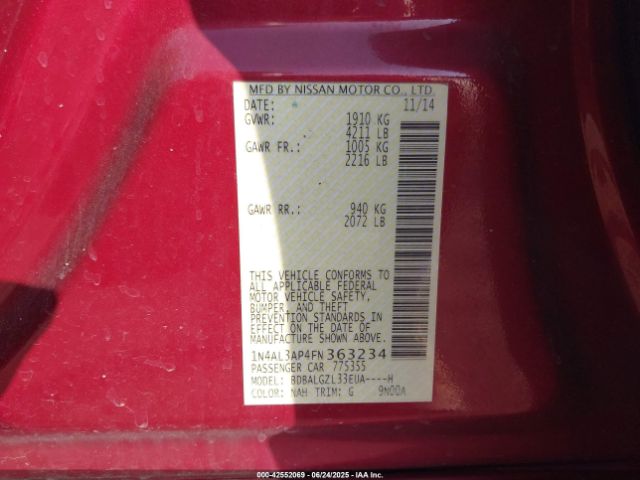 MFD BY NISSAN MOTOR CO., LTD.
DATE: 11/14
GVWR: 1910 KG
4211 LB
GAWR FR.: 1005 KG
2216 LB
GAWR RR.: 940 KG
2072 LB
THIS VEHICLE CONFORMS TO
ALL APPLICABLE FEDERAL
MOTOR VEHICLE SAFETY,
BUMPER, AND THEFT
PREVENTION STANDARDS IN
EFFECT ON THE DATE OF
MANUFACTURE SHOWN ABOVE.
1N4AL3AP4FN363234
PASSENGER CAR 775355
MODEL: BDBALGZL33EUA----H
COLOR: NAH TRIM: G 9N00A
000-42552069 - 06/24/2025 - IAAI.com